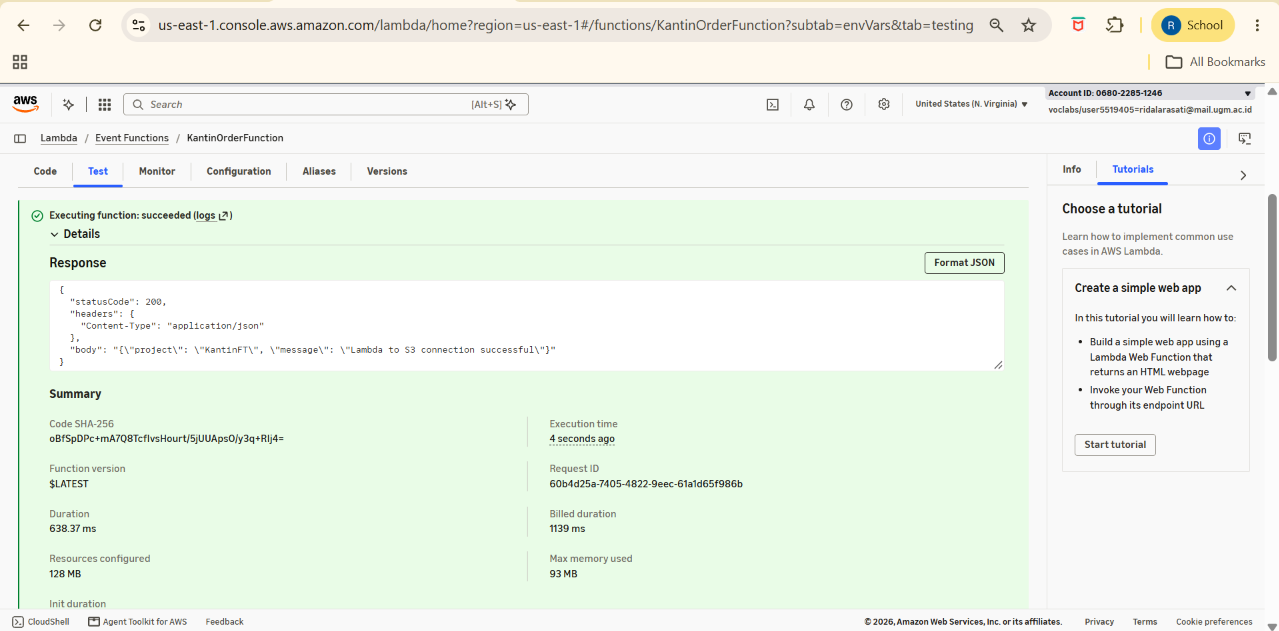 us-east-1.console.aws.amazon.com/lambda/home?region=us-east-1#/functions/KantinOrderFunction?subtab=envVars&tab=testing
R School
All Bookmarks
aws
Search [Alt+S]
United States (N. Virginia) ▼
Account ID: 0680-2285-1246 ▼
voclabs/user5519405=ridalarasati@mail.ugm.ac.id
Lambda / Event Functions / KantinOrderFunction
Code Test Monitor Configuration Aliases Versions
Info Tutorials
Executing function: succeeded (logs)
Details
Response
Format JSON
{
"statusCode": 200,
"headers": {
"Content-Type": "application/json"
},
"body": "{\"project\": \"KantinFT\", \"message\": \"Lambda to S3 connection successful\"}"
}
Summary
Code SHA-256
oBfSpDPc+mA7Q8TcfIvsHourt/5jUUApsO/y3q+RIj4=
Execution time
4 seconds ago
Function version
$LATEST
Request ID
60b4d25a-7405-4822-9eec-61a1d65f986b
Duration
638.37 ms
Billed duration
1139 ms
Resources configured
128 MB
Max memory used
93 MB
Init duration
Choose a tutorial
Learn how to implement common use
cases in AWS Lambda.
Create a simple web app
In this tutorial you will learn how to:
• Build a simple web app using a
Lambda Web Function that
returns an HTML webpage
• Invoke your Web Function
through its endpoint URL
Start tutorial
CloudShell Agent Toolkit for AWS Feedback
© 2026, Amazon Web Services, Inc. or its affiliates. Privacy Terms Cookie preferences